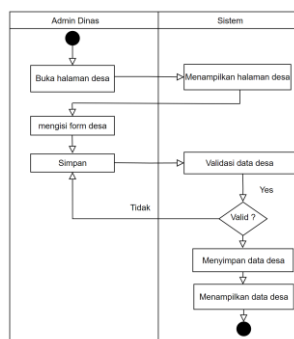 Admin Dinas
Sistem
Buka halaman desa
Menampilkan halaman desa
mengisi form desa
Simpan
Validasi data desa
Yes
Tidak
Valid ?
Menyimpan data desa
Menampilkan data desa